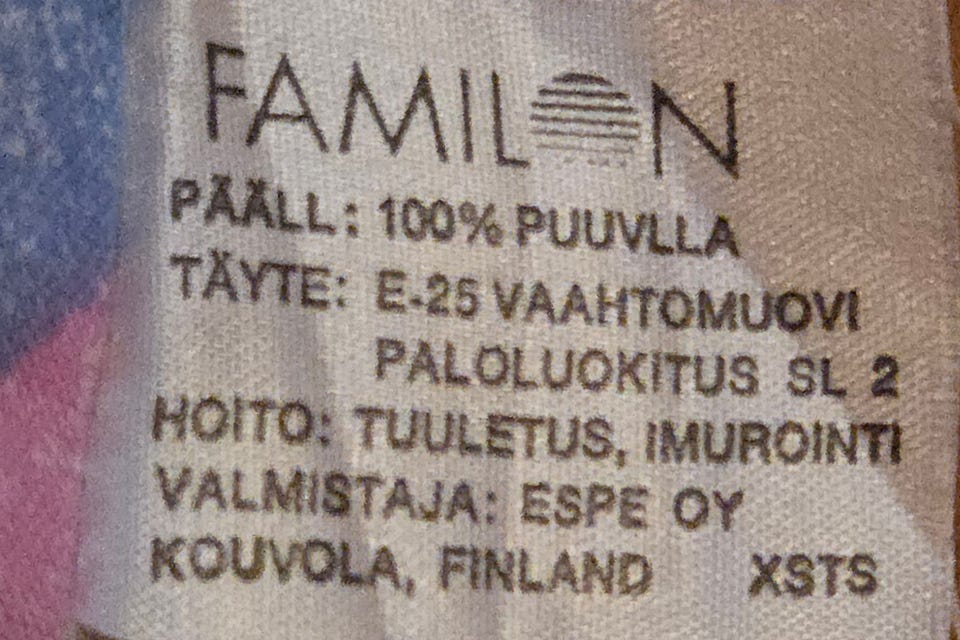 FAMILON
PÄÄLL: 100% PUUVLLA
TÄYTE: E-25 VAAHTOMUOVI
PALOLUOKITUS SL 2
HOITO: TUULETUS, IMUROINTI
VALMISTAJA: ESPE OY
KOUVOLA, FINLAND XSTS